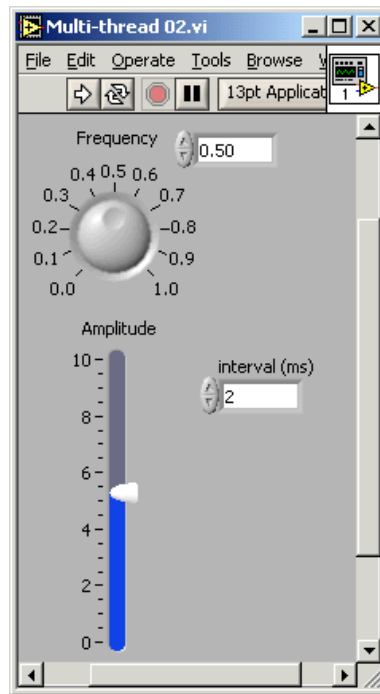 Multi-thread 02.vi
File Edit Operate Tools Browse
13pt Applicat
1
Frequency
0.50
0.4 0.5 0.6
0.3 0.7
0.2 0.8
0.1 0.9
0.0 1.0
Amplitude
10
interval (ms)
2
8
6
4
2
0